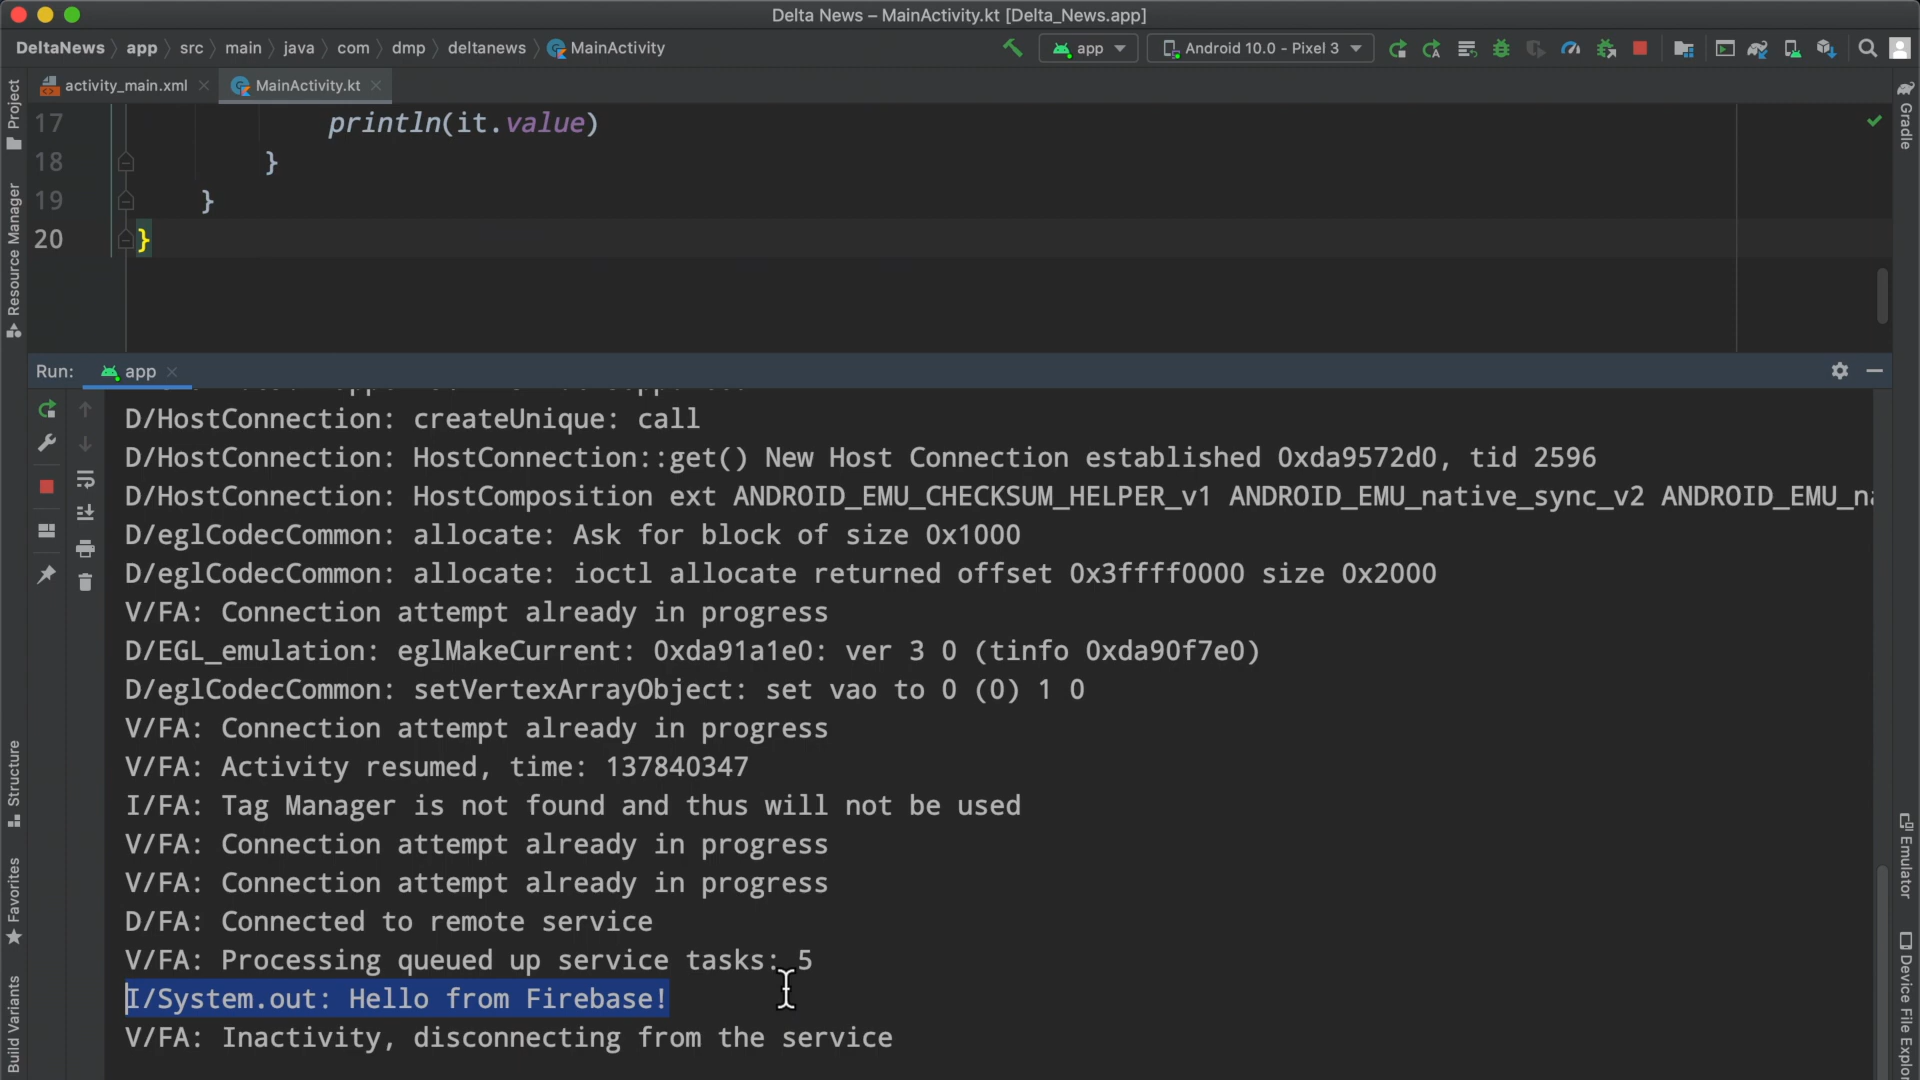 Delta News – MainActivity.kt [Delta_News.app]
DeltaNews app src main java com dmp deltanews MainActivity
app Android 10.0 - Pixel 3
activity_main.xml MainActivity.kt
17 println(it.value)
18 }
19 }
20 }
Run: app
D/HostConnection: createUnique: call
D/HostConnection: HostConnection::get() New Host Connection established 0xda9572d0, tid 2596
D/HostConnection: HostComposition ext ANDROID_EMU_CHECKSUM_HELPER_v1 ANDROID_EMU_native_sync_v2 ANDROID_EMU_na
D/eglCodecCommon: allocate: Ask for block of size 0x1000
D/eglCodecCommon: allocate: ioctl allocate returned offset 0x3ffff0000 size 0x2000
V/FA: Connection attempt already in progress
D/EGL_emulation: eglMakeCurrent: 0xda91a1e0: ver 3 0 (tinfo 0xda90f7e0)
D/eglCodecCommon: setVertexArrayObject: set vao to 0 (0) 1 0
V/FA: Connection attempt already in progress
V/FA: Activity resumed, time: 137840347
I/FA: Tag Manager is not found and thus will not be used
V/FA: Connection attempt already in progress
V/FA: Connection attempt already in progress
D/FA: Connected to remote service
V/FA: Processing queued up service tasks: 5
I/System.out: Hello from Firebase!
V/FA: Inactivity, disconnecting from the service
Project
Resource Manager
Structure
Favorites
Build Variants
Gradle
Emulator
Device File Explor